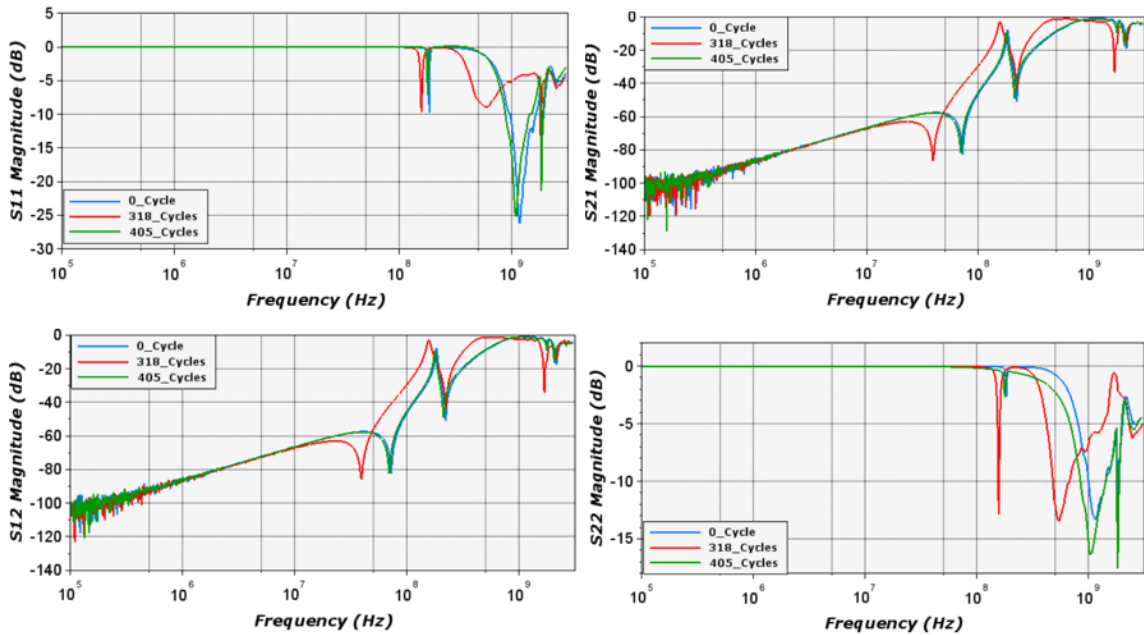 S11 Magnitude (dB)
5
0
-5
-10
-15
-20
-25
-30
0_Cycle
318_Cycles
405_Cycles
10^5 10^6 10^7 10^8 10^9
Frequency (Hz)
S21 Magnitude (dB)
0
-20
-40
-60
-80
-100
-120
-140
0_Cycle
318_Cycles
405_Cycles
10^5 10^6 10^7 10^8 10^9
Frequency (Hz)
S12 Magnitude (dB)
0
-20
-40
-60
-80
-100
-120
-140
0_Cycle
318_Cycles
405_Cycles
10^5 10^6 10^7 10^8 10^9
Frequency (Hz)
S22 Magnitude (dB)
0
-5
-10
-15
0_Cycle
318_Cycles
405_Cycles
10^5 10^6 10^7 10^8 10^9
Frequency (Hz)